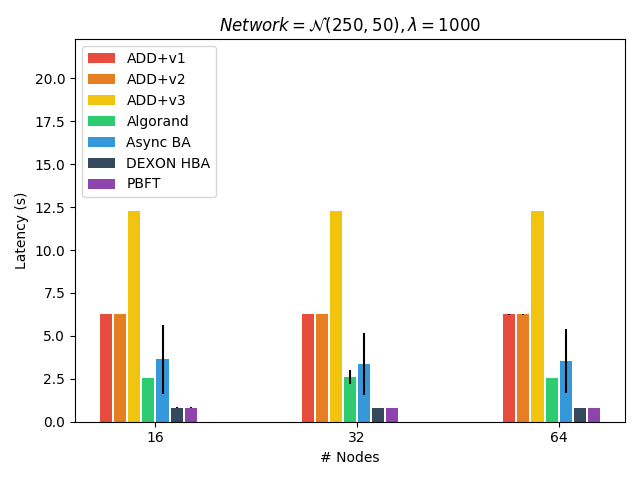 Network = 𝒩(250, 50), λ = 1000
ADD+v1
ADD+v2
ADD+v3
Algorand
Async BA
DEXON HBA
PBFT
Latency (s)
20.0
17.5
15.0
12.5
10.0
7.5
5.0
2.5
0.0
16 32 64
# Nodes